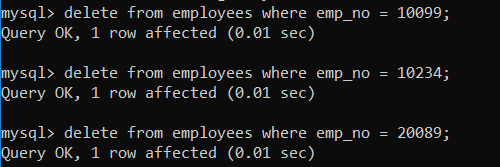 mysql> delete from employees where emp_no = 10099;
Query OK, 1 row affected (0.01 sec)
mysql> delete from employees where emp_no = 10234;
Query OK, 1 row affected (0.01 sec)
mysql> delete from employees where emp_no = 20089;
Query OK, 1 row affected (0.01 sec)